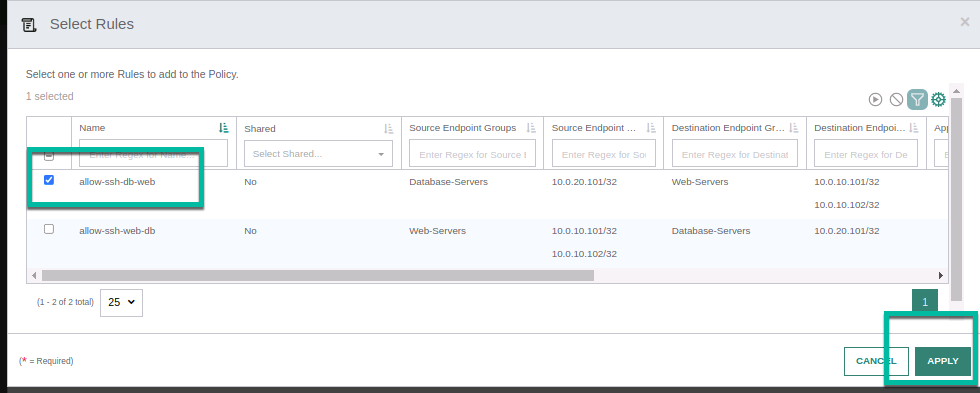 Select Rules
×
Select one or more Rules to add to the Policy.
1 selected
Name
Shared
Source Endpoint Groups
Source Endpoint ...
Destination Endpoint Gr...
Destination Endpoi...
App
Enter Regex for Name...
Select Shared...
Enter Regex for Source E
Enter Regex for Sou
Enter Regex for Destinat
Enter Regex for De
allow-ssh-db-web No Database-Servers 10.0.20.101/32 Web-Servers 10.0.10.101/32
10.0.10.102/32
allow-ssh-web-db No Web-Servers 10.0.10.101/32 Database-Servers 10.0.20.101/32
10.0.10.102/32
(1 - 2 of 2 total) 25 1
(* = Required) CANCEL APPLY